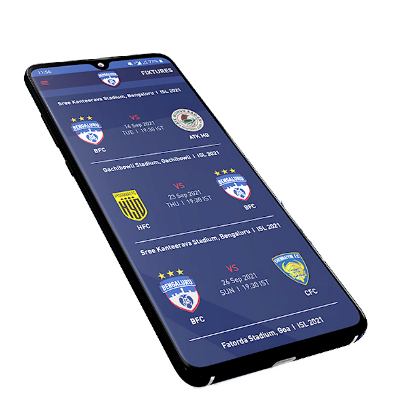 11:56
77%
FIXTURES
Sree Kanteerava Stadium, Bengaluru | ISL 2021
BENGALURU
VS
16 Sep 2021
TUE | 19:30 IST
BFC
ATK MB
Gachibowli Stadium, Gachibowli | ISL 2021
VS
23 Sep 2021
THU | 19:30 IST
BENGALURU
HFC
BFC
Sree Kanteerava Stadium, Bengaluru | ISL 2021
BENGALURU
VS
26 Sep 2021
SUN | 19:30 IST
BFC
CFC
Fatorda Stadium, Goa | ISL 2021